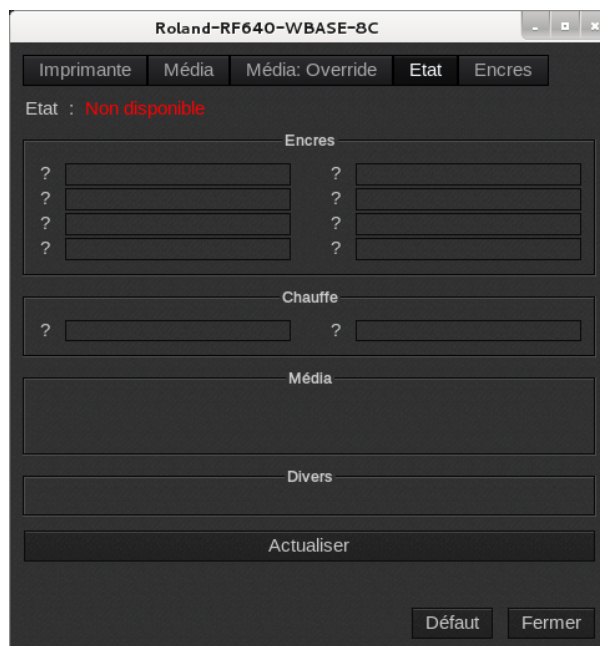 Roland-RF640-WBASE-8C
Imprimante Média Média: Override Etat Encres
Etat : Non disponible
Encres
? ?
? ?
? ?
? ?
Chauffe
? ?
Média
Divers
Actualiser
Défaut Fermer